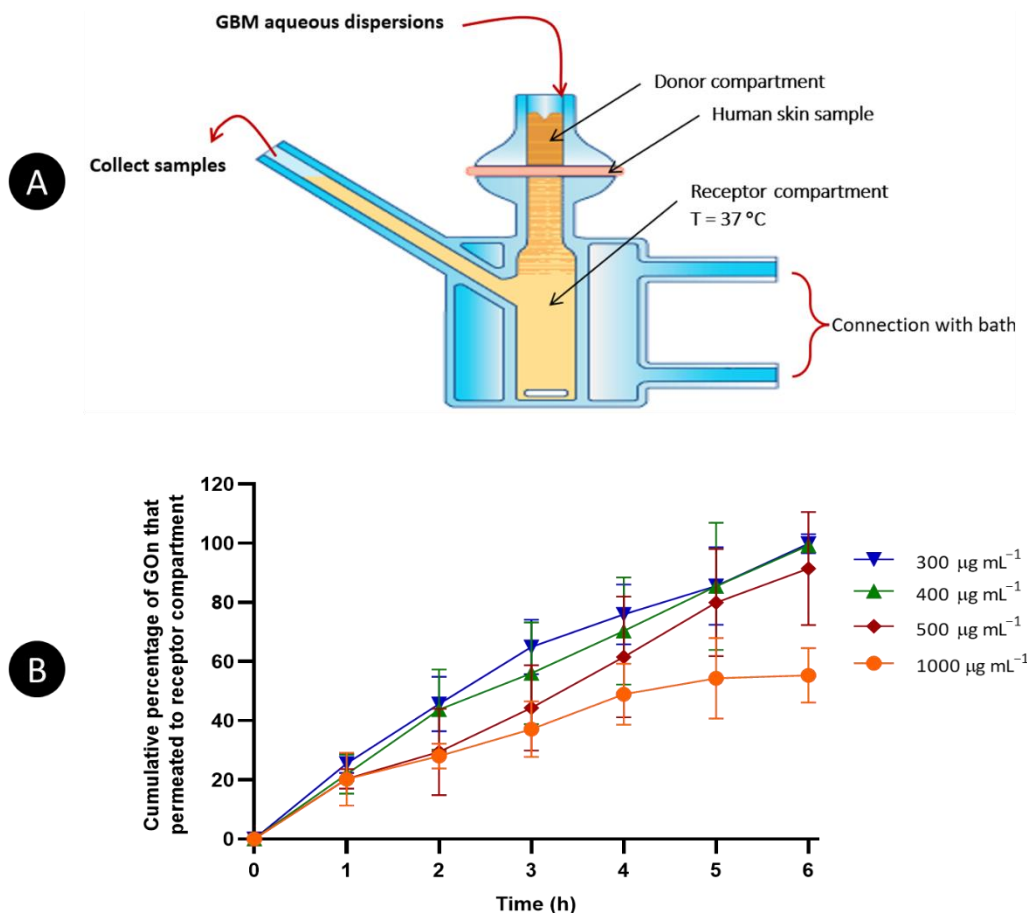 GBM aqueous dispersions
Donor compartment
Human skin sample
Collect samples
A
Receptor compartment
T = 37 ºC
Connection with bath
B
Cumulative percentage of GOn that
permeated to receptor compartment
120
100
80
60
40
20
0
0 1 2 3 4 5 6
Time (h)
300 μg mL⁻¹
400 μg mL⁻¹
500 μg mL⁻¹
1000 μg mL⁻¹